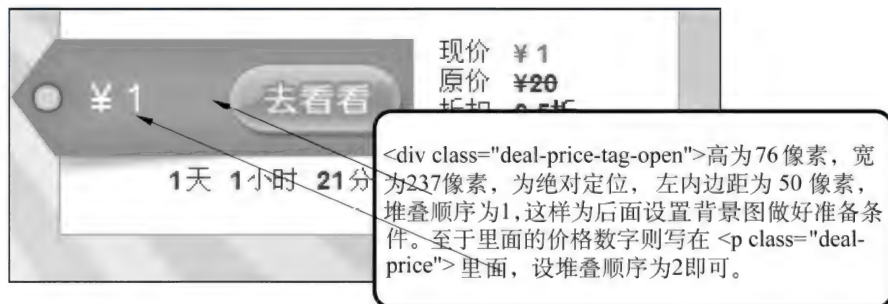 现价 ¥ 1
原价 ¥20
¥ 1
去看看
1天 1小时 21分
<div class="deal-price-tag-open">高为76像素，宽
为237像素，为绝对定位，左内边距为 50 像素，
堆叠顺序为1，这样为后面设置背景图做好准备条
件。至于里面的价格数字则写在 <p class="deal-
price"> 里面，设堆叠顺序为2即可。